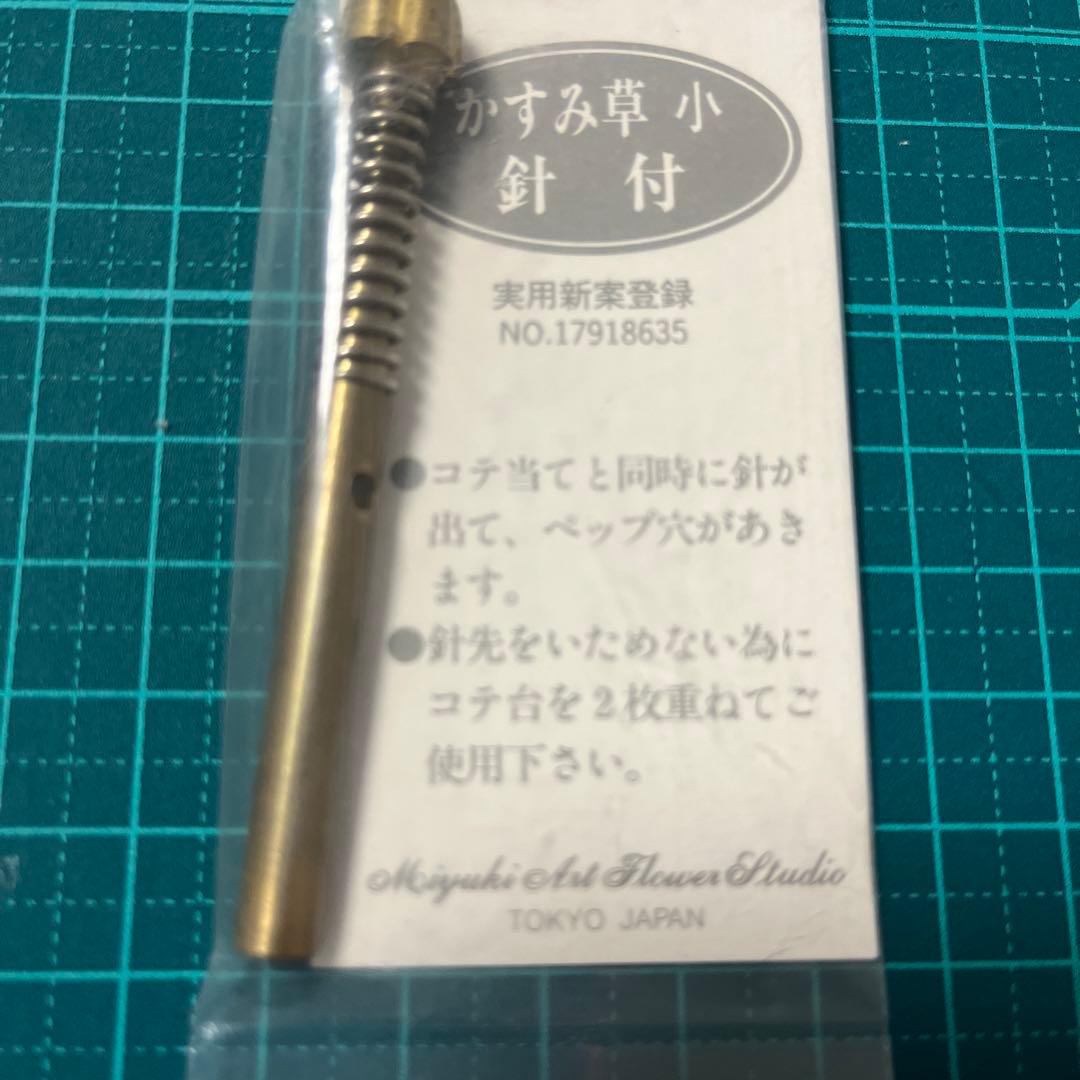 かすみ草 小
針 付
実用新案登録
NO.17918635
●コテ当てと同時に針が
出て、ペップ穴があき
ます。
●針先をいためない為に
コテ台を2枚重ねてご
使用下さい。
Miyuki Art Flower Studio
TOKYO JAPAN